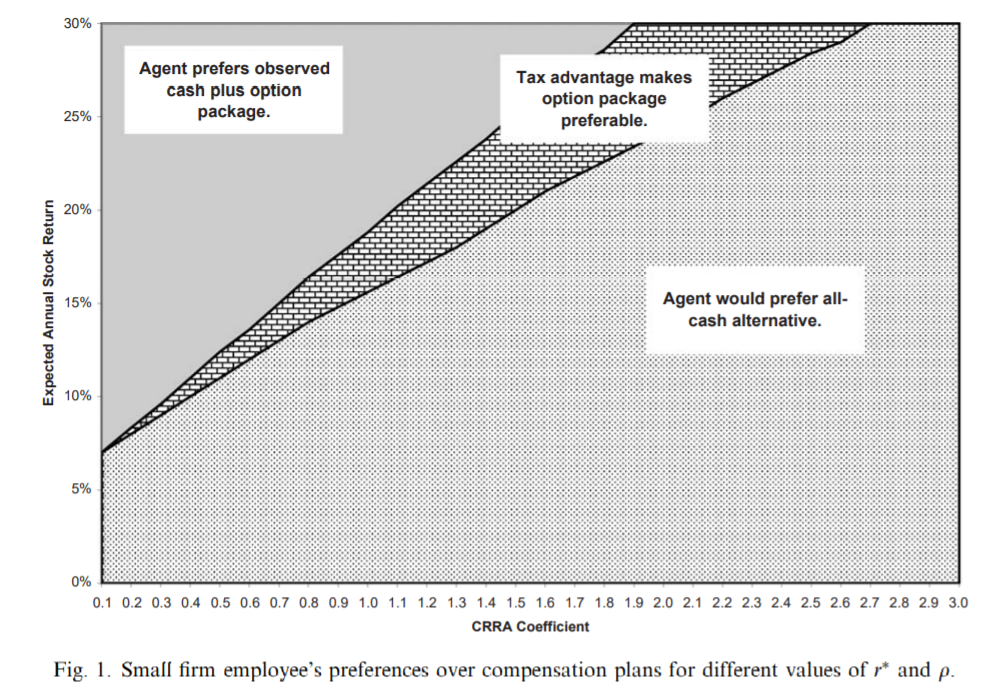 30%
Agent prefers observed
cash plus option
package.
Tax advantage makes
option package
preferable.
25%
20%
Expected Annual Stock Return
15%
Agent would prefer all-
cash alternative.
10%
5%
0%
0.1 0.2 0.3 0.4 0.5 0.6 0.7 0.8 0.9 1.0 1.1 1.2 1.3 1.4 1.5 1.6 1.7 1.8 1.9 2.0 2.1 2.2 2.3 2.4 2.5 2.6 2.7 2.8 2.9 3.0
CRRA Coefficient
Fig. 1. Small firm employee's preferences over compensation plans for different values of r* and ρ.